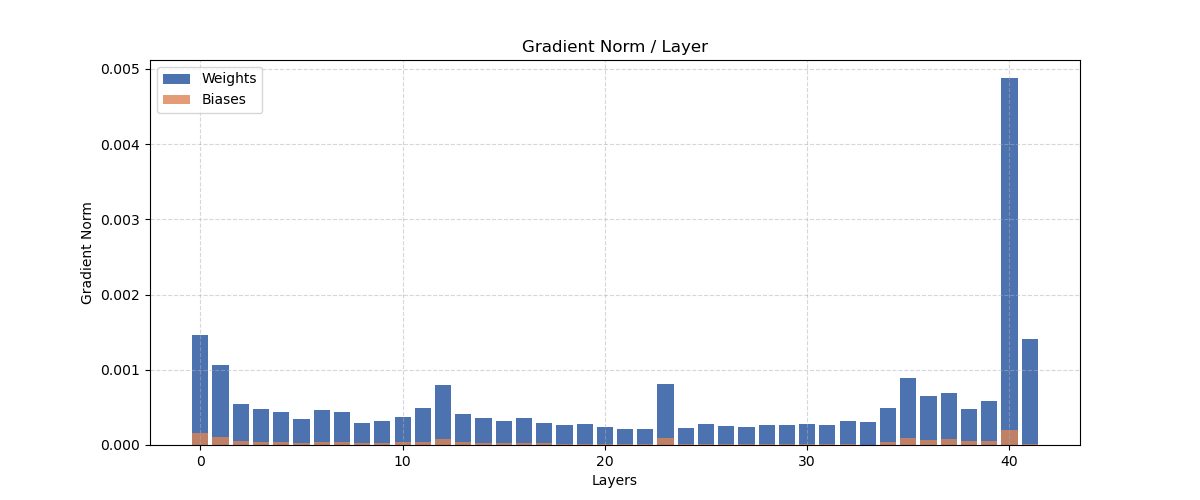 Gradient Norm / Layer
Weights
Biases
Gradient Norm
0.005
0.004
0.003
0.002
0.001
0.000
0 10 20 30 40
Layers